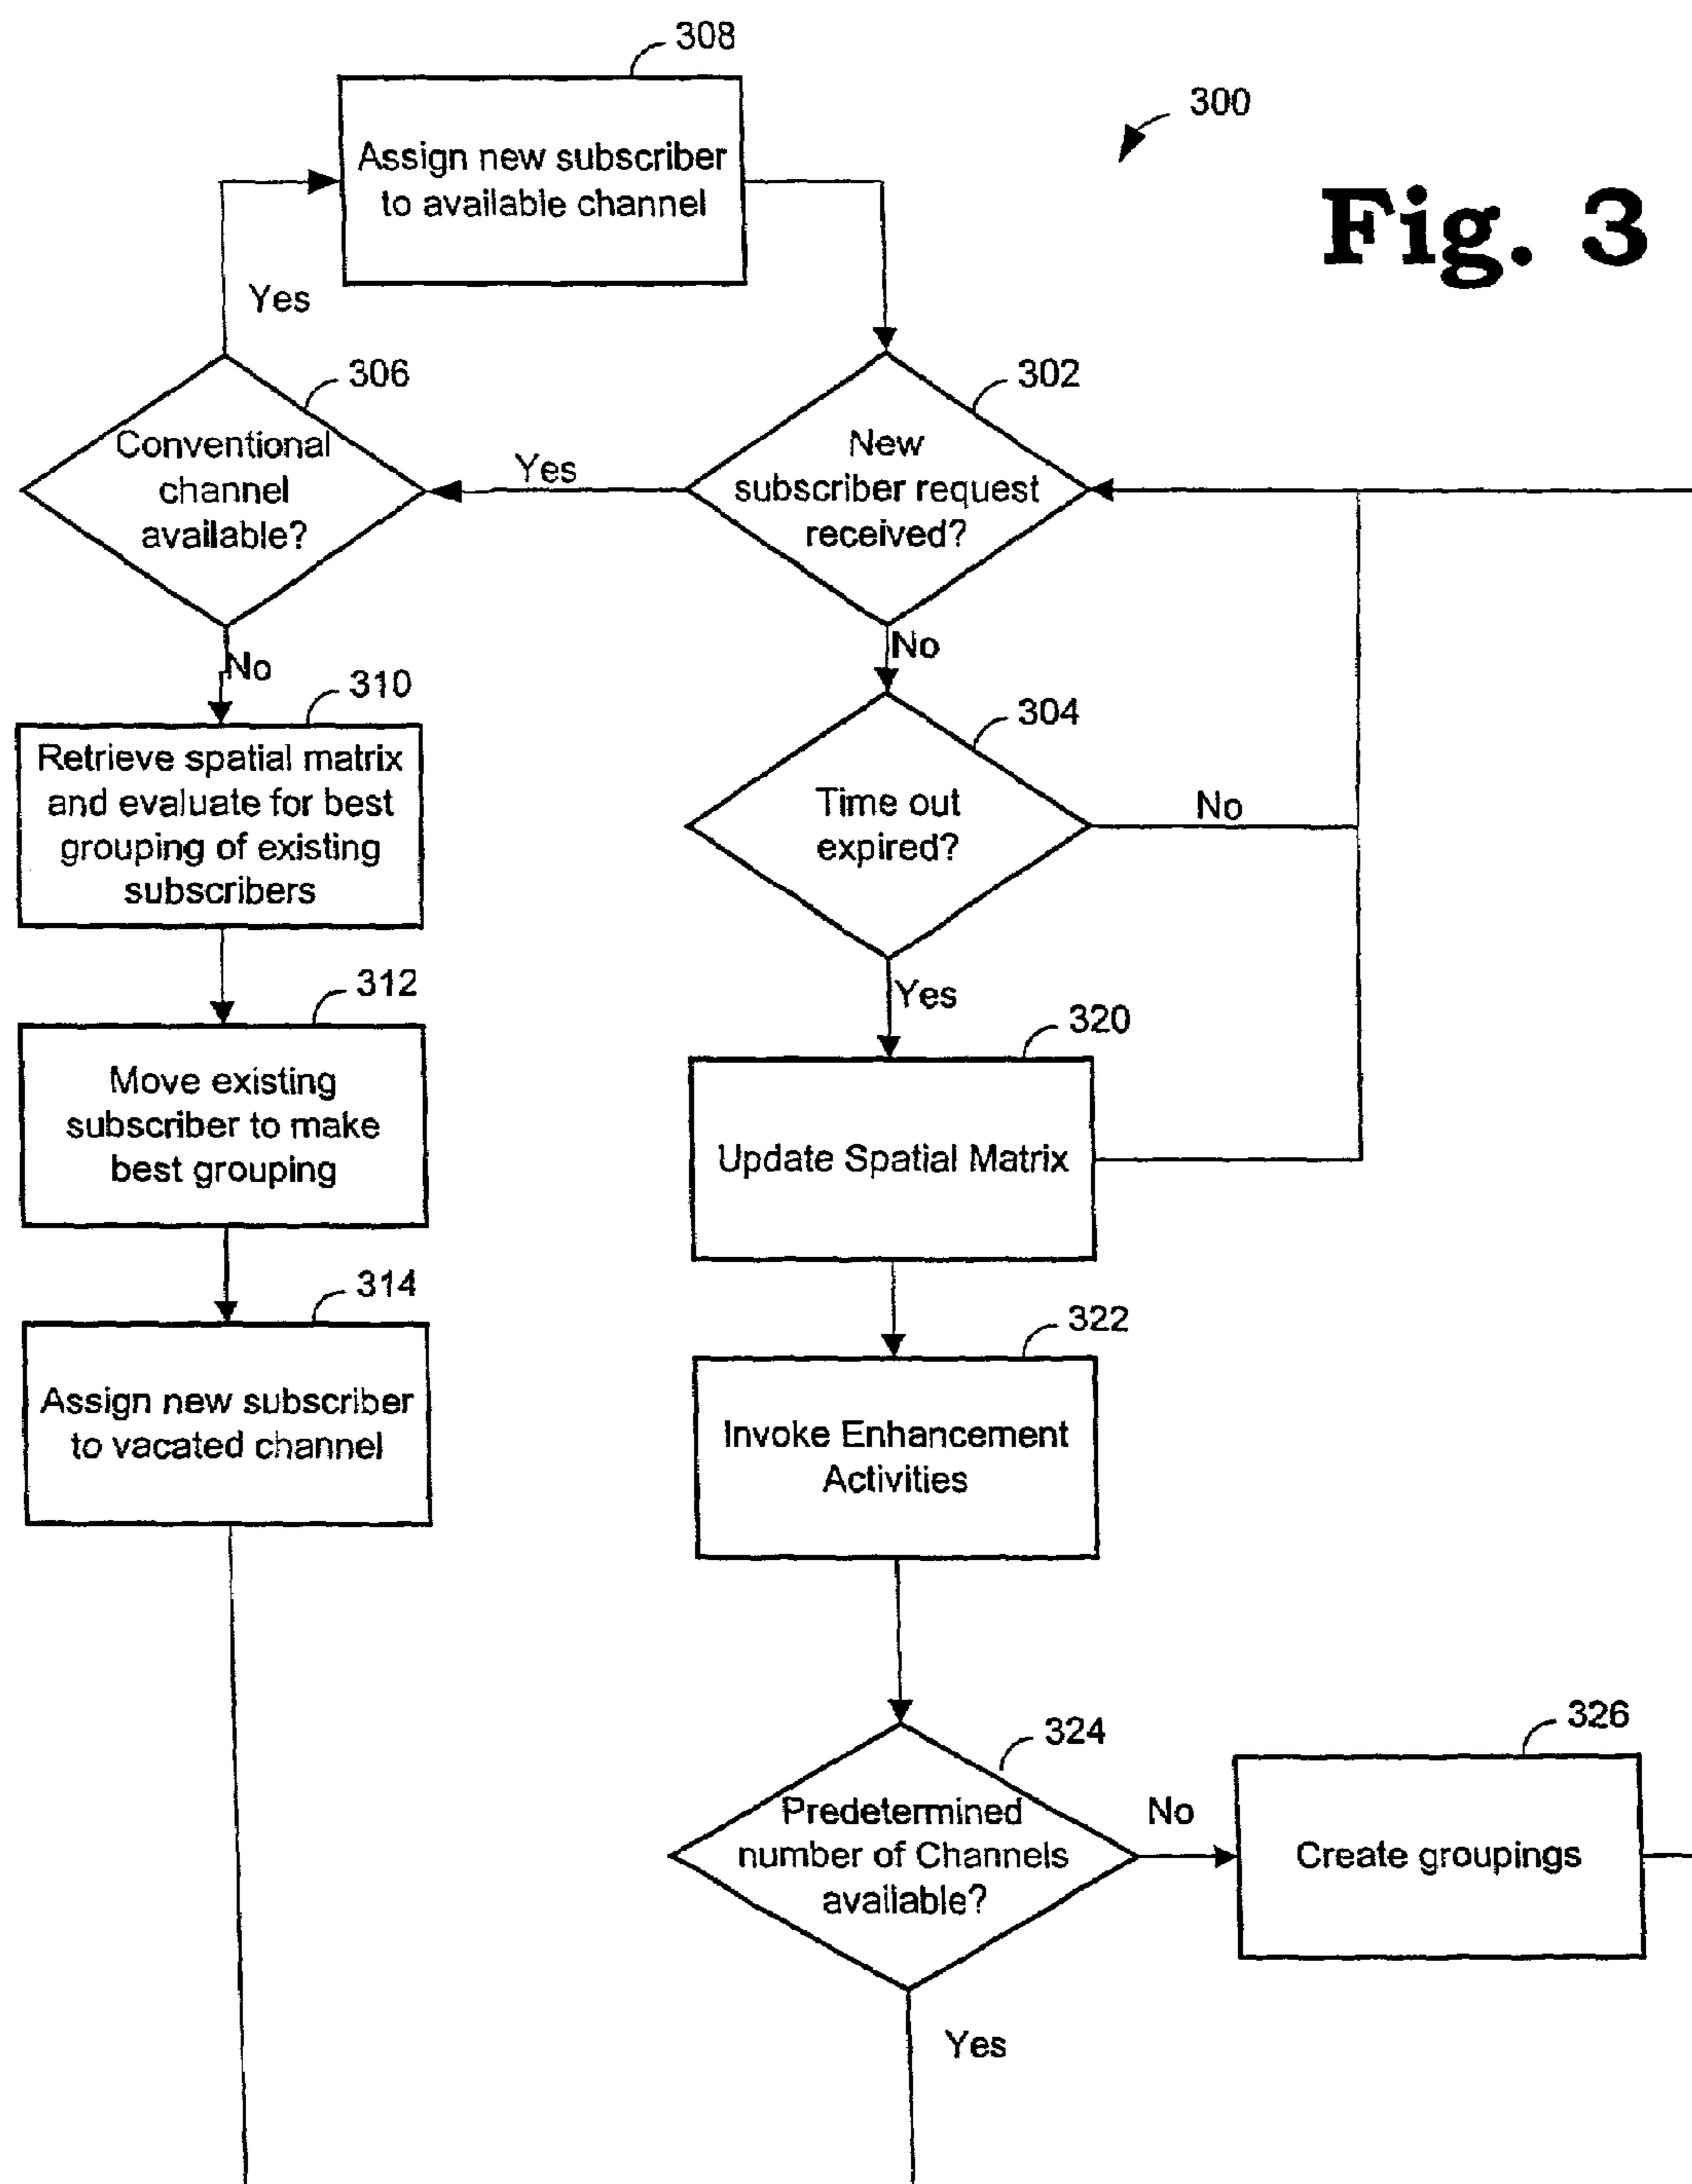 308
300
Assign new subscriber
to available channel
Fig. 3
Yes
306
302
Conventional
channel
available?
Yes
New
subscriber request
received?
No
No
310
304
Retrieve spatial matrix
and evaluate for best
grouping of existing
subscribers
Time out
expired?
No
312
Yes
320
Move existing
subscriber to make
best grouping
Update Spatial Matrix
314
322
Assign new subscriber
to vacated channel
Invoke Enhancement
Activities
324
326
Predetermined
number of Channels
available?
No
Create groupings
Yes